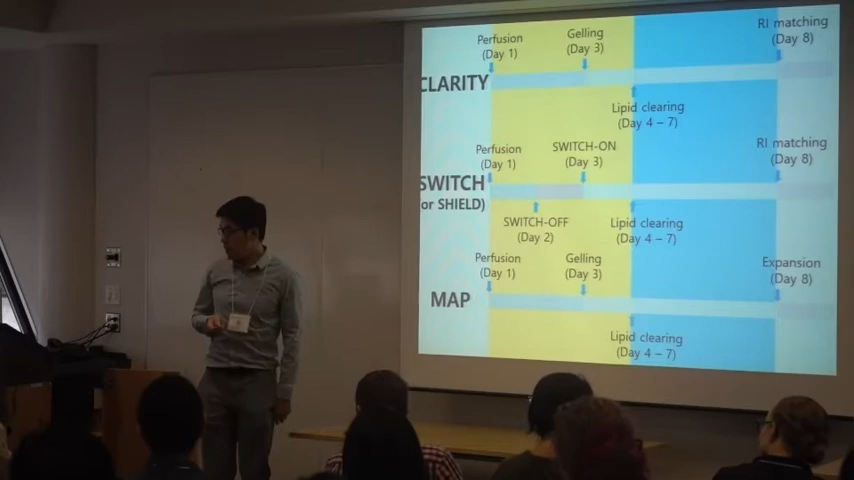 Perfusion
(Day 1)
Gelling
(Day 3)
RI matching
(Day 8)
CLARITY
Lipid clearing
(Day 4 – 7)
Perfusion
(Day 1)
SWITCH-ON
(Day 3)
RI matching
(Day 8)
SWITCH
or SHIELD)
SWITCH-OFF
(Day 2)
Lipid clearing
(Day 4 – 7)
Perfusion
(Day 1)
Gelling
(Day 3)
Expansion
(Day 8)
MAP
Lipid clearing
(Day 4 – 7)